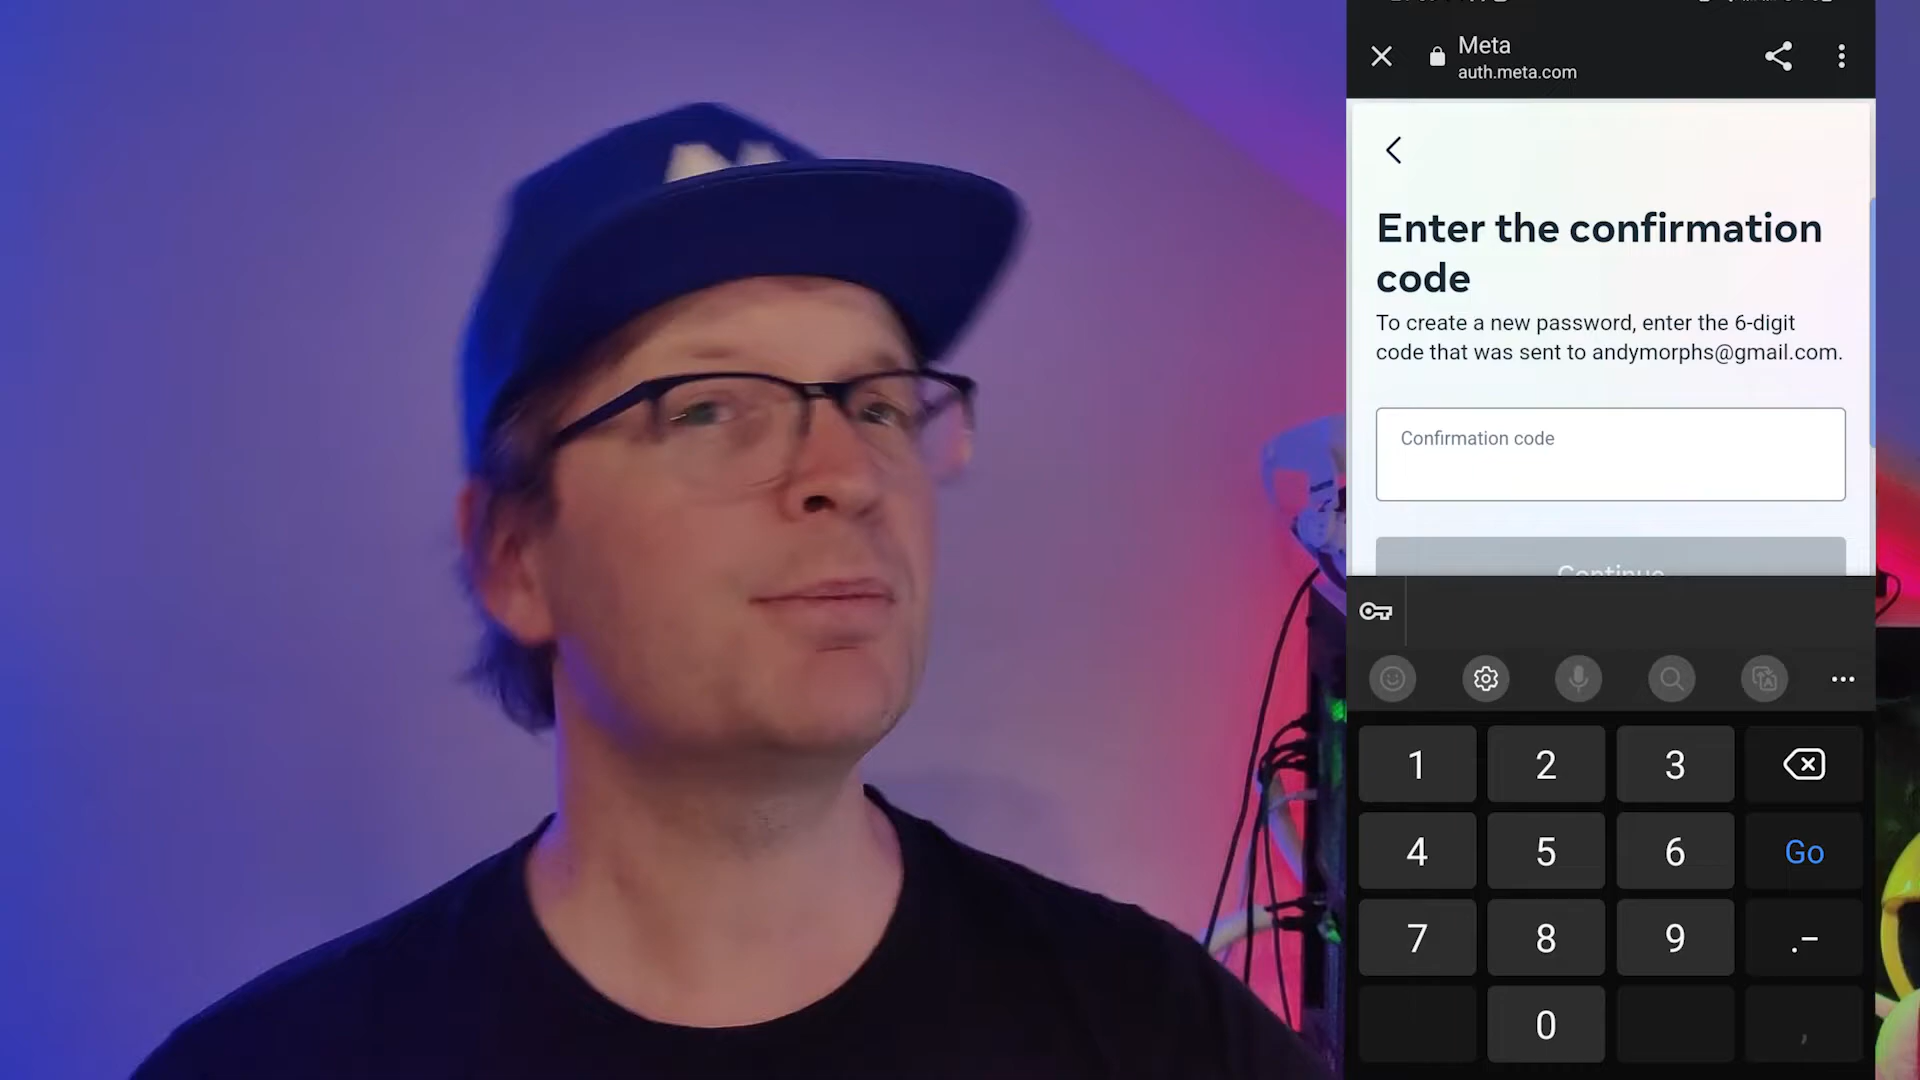 Meta
auth.meta.com
Enter the confirmation
code
To create a new password, enter the 6-digit
code that was sent to andymorphs@gmail.com.
Confirmation code
Continue
1 2 3
4 5 6 Go
7 8 9 .-
0 ,